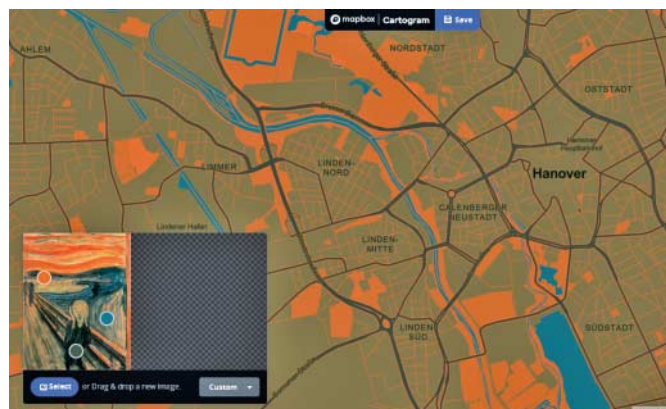 mapbox Cartogram Save
NORDSTADT
AHLEM
OSTSTADT
Hannover
Hauptbahnhof
LIMMER
LINDEN-
NORD
Hanover
CALENBERGER
NEUSTADT
Lindener Hafen
LINDEN-
MITTE
LINDEN
SÜD
SÜDSTADT
Select or Drag & drop a new image. Custom